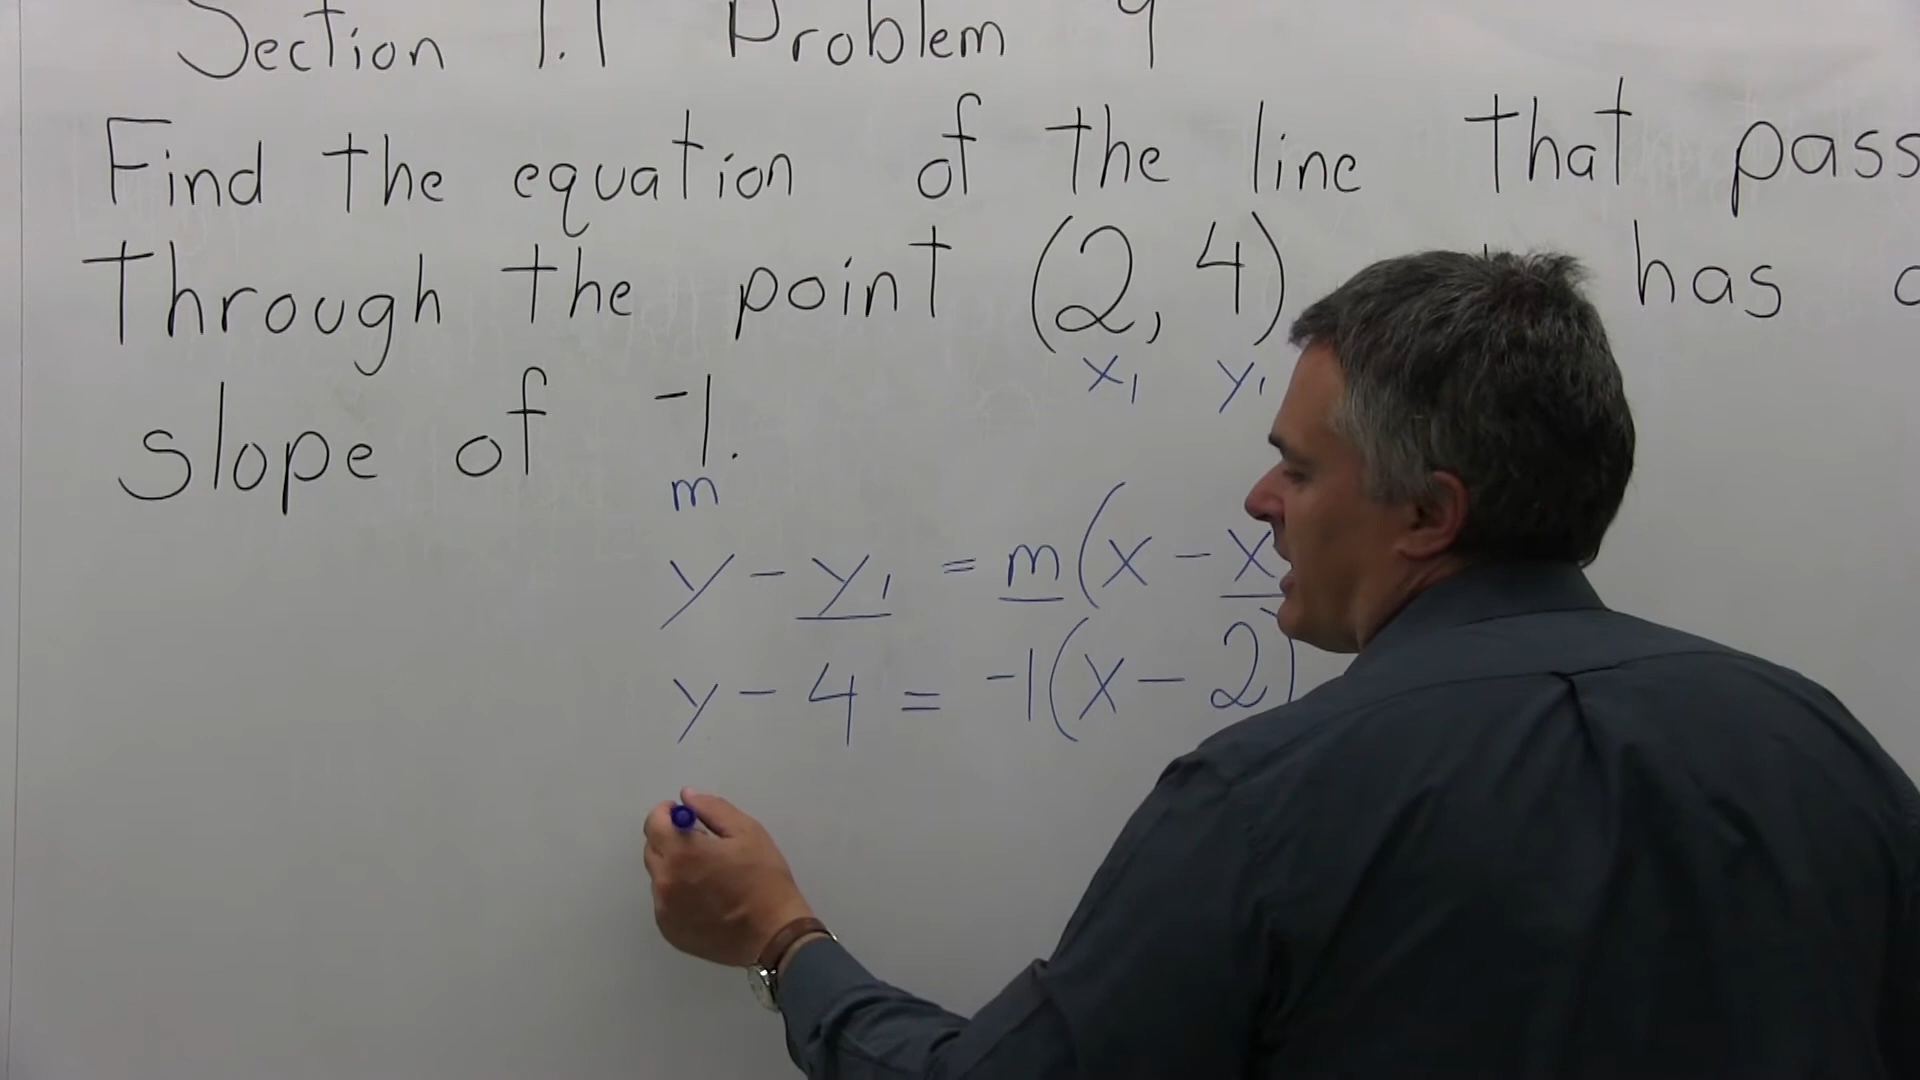 Section 1.1 Problem 9
Find the equation of the line that pass
through the point (2, 4) has
slope of -1.
x₁ y₁
m
y - y₁ = m(x - x
y - 4 = -1(x - 2)